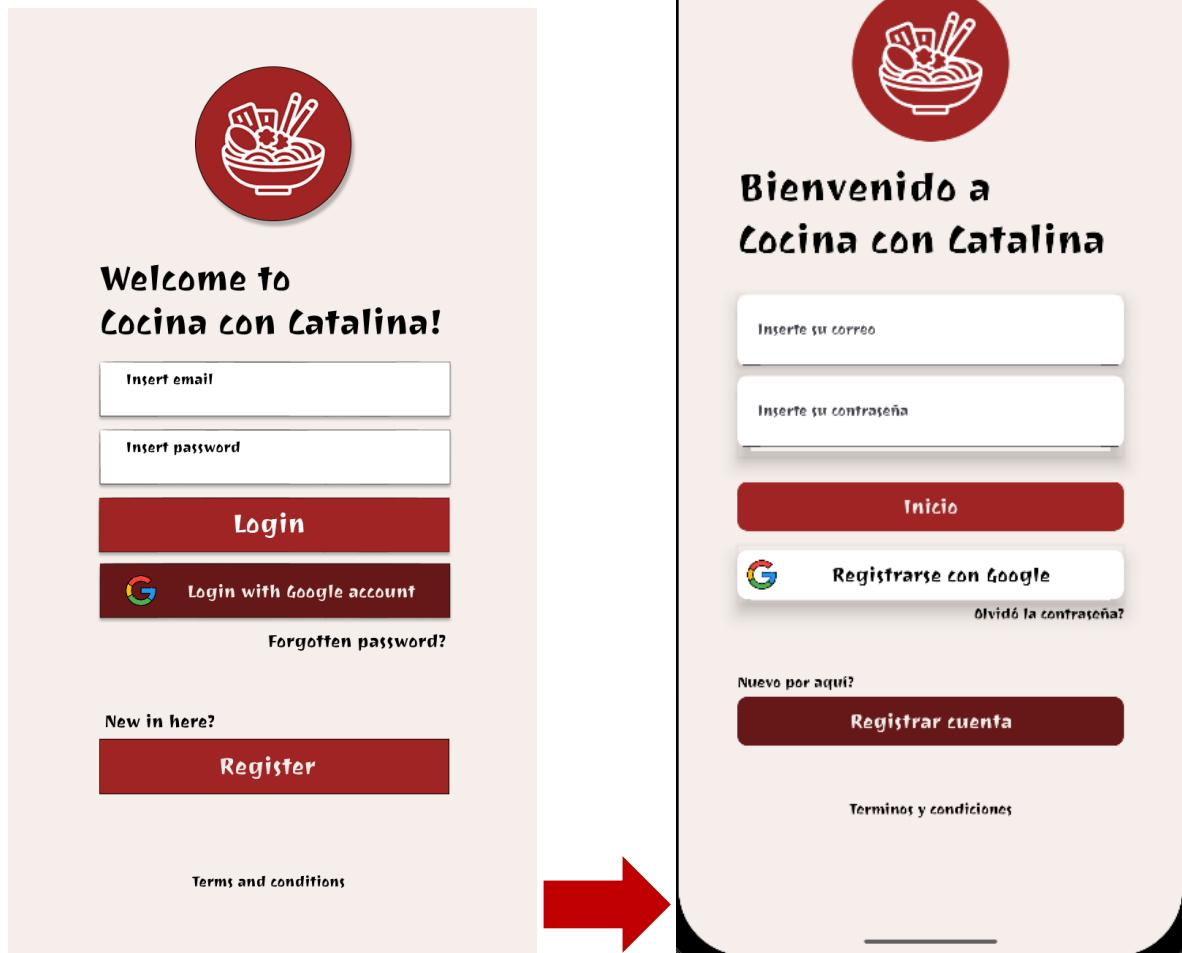 Welcome to
Cocina con Catalina!
Insert email
Insert password
Login
Login with Google account
Forgotten password?
New in here?
Register
Terms and conditions
Bienvenido a
Cocina con Catalina
Inserte su correo
Inserte su contraseña
Inicio
Registrarse con Google
Olvidó la contraseña?
Nuevo por aquí?
Registrar cuenta
Terminos y condiciones